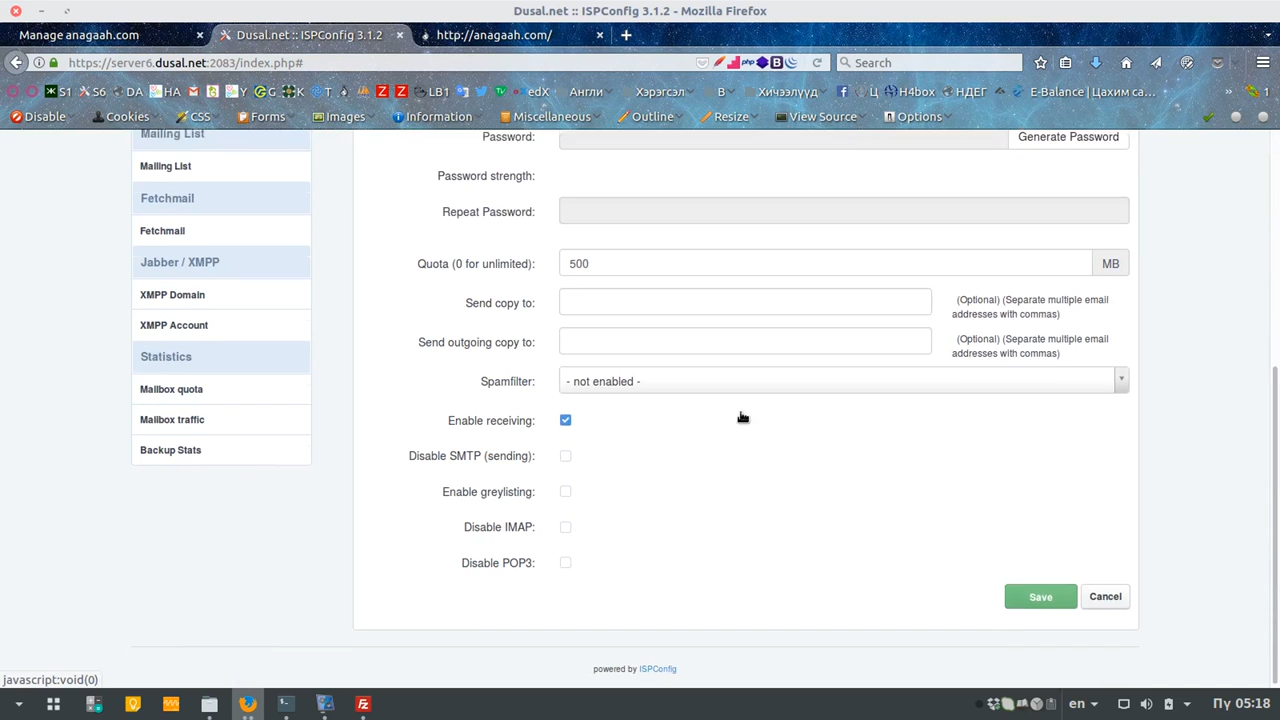 Dusal.net :: ISPConfig 3.1.2 - Mozilla Firefox
Manage anagaah.com
Dusal.net :: ISPConfig 3.1.2
http://anagaah.com/
https://server6.dusal.net:2083/index.php#
Search
S1 S6 DA HA Y G K T Z Z LB1 edX Англи Хэрэгсэл В Хичээлүүд Ц H4box НДЕГ E-Balance | Цахим са… » 1
Disable Cookies CSS Forms Images Information Miscellaneous Outline Resize View Source Options
Mailing List
Mailing List
Fetchmail
Fetchmail
Jabber / XMPP
XMPP Domain
XMPP Account
Statistics
Mailbox quota
Mailbox traffic
Backup Stats
Password:
Generate Password
Password strength:
Repeat Password:
Quota (0 for unlimited): 500 MB
Send copy to:
(Optional) (Separate multiple email
addresses with commas)
Send outgoing copy to:
(Optional) (Separate multiple email
addresses with commas)
Spamfilter: - not enabled -
Enable receiving:
Disable SMTP (sending):
Enable greylisting:
Disable IMAP:
Disable POP3:
Save Cancel
powered by ISPConfig
javascript:void(0)
en
Пү 05:18